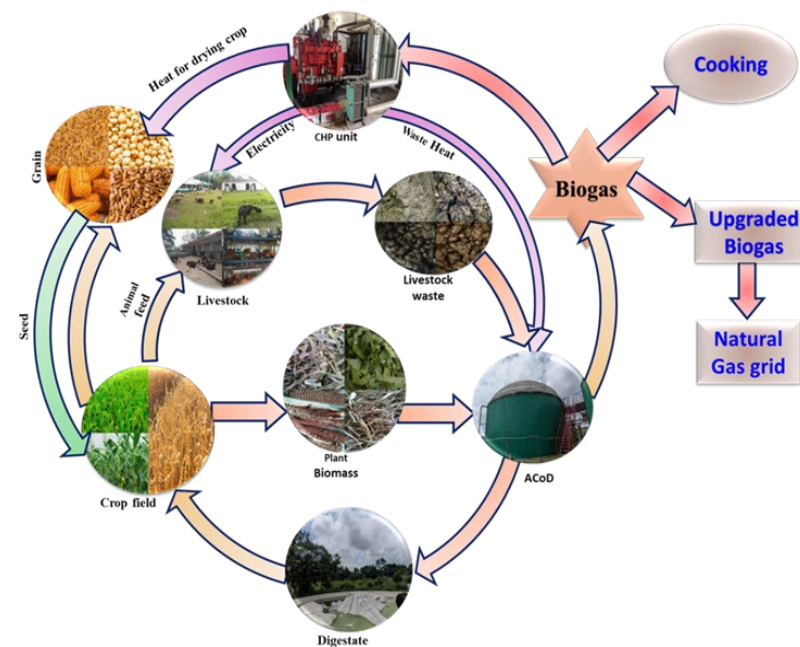 Heat for drying crop
CHP unit
Electricity
Waste Heat
Cooking
Grain
Biogas
Upgraded
Biogas
Livestock
Livestock
waste
Animal
feed
Seed
Natural
Gas grid
Plant
Biomass
Crop field
ACoD
Digestate